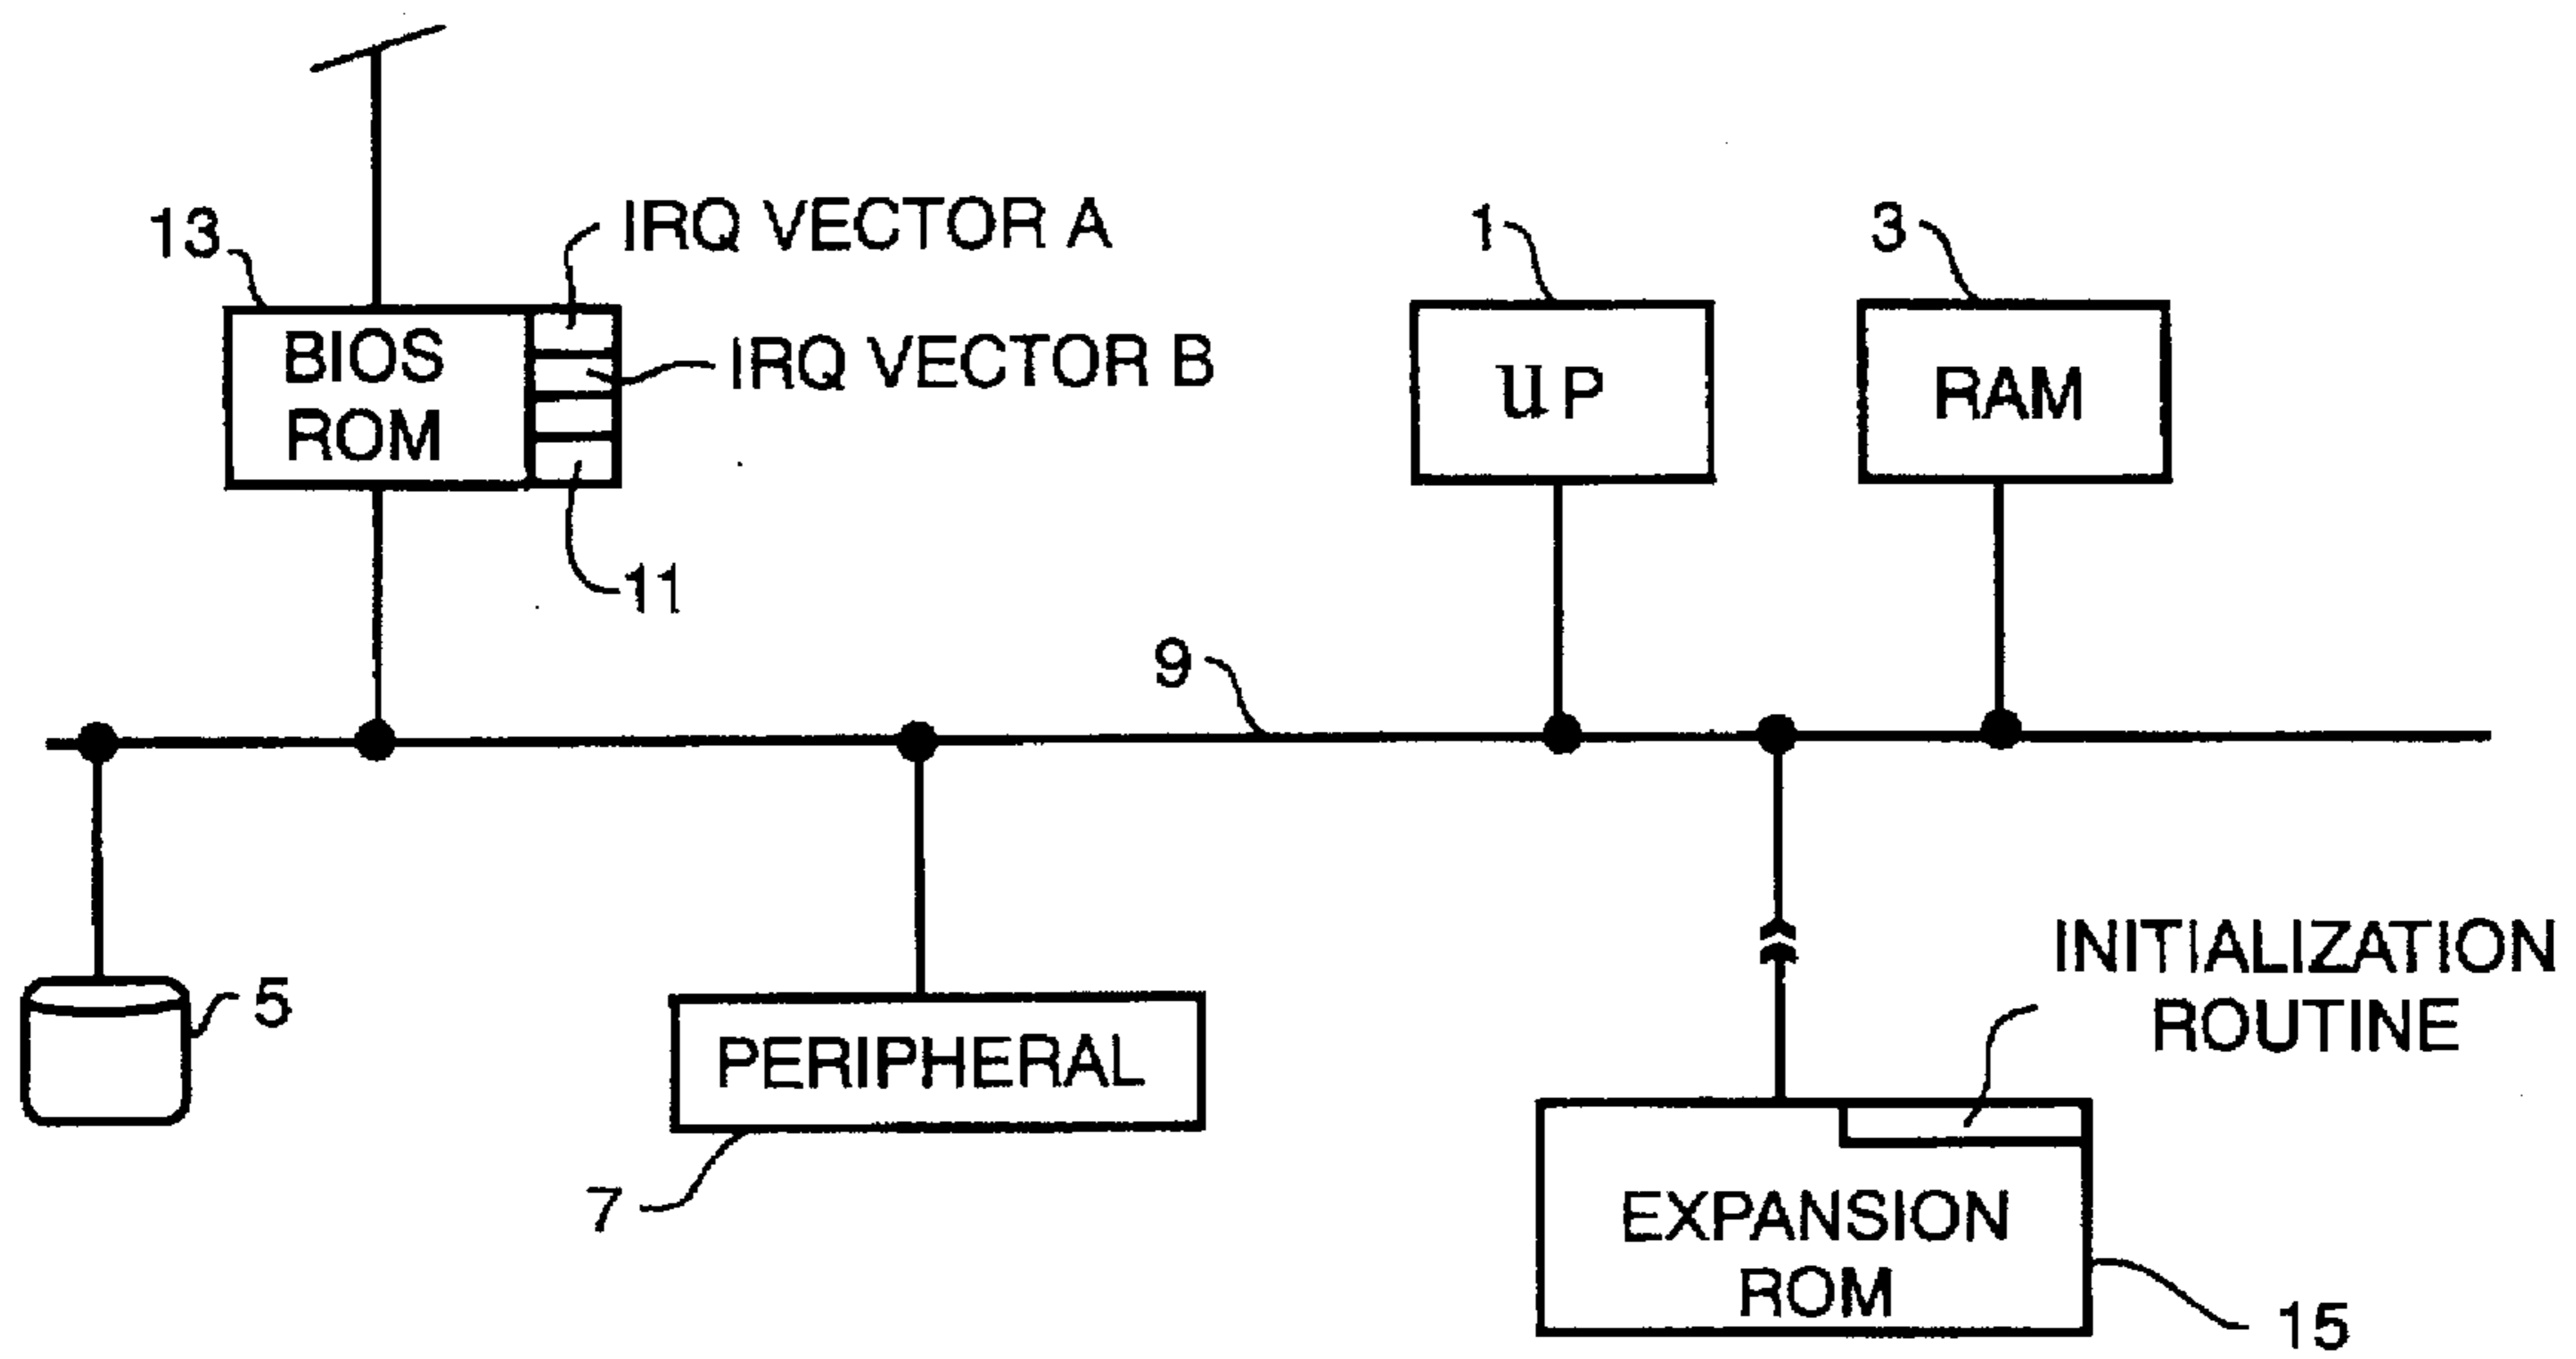 13
IRQ VECTOR A
IRQ VECTOR B
BIOS
ROM
11
1
uP
3
RAM
9
5
PERIPHERAL
7
INITIALIZATION
ROUTINE
EXPANSION
ROM
15